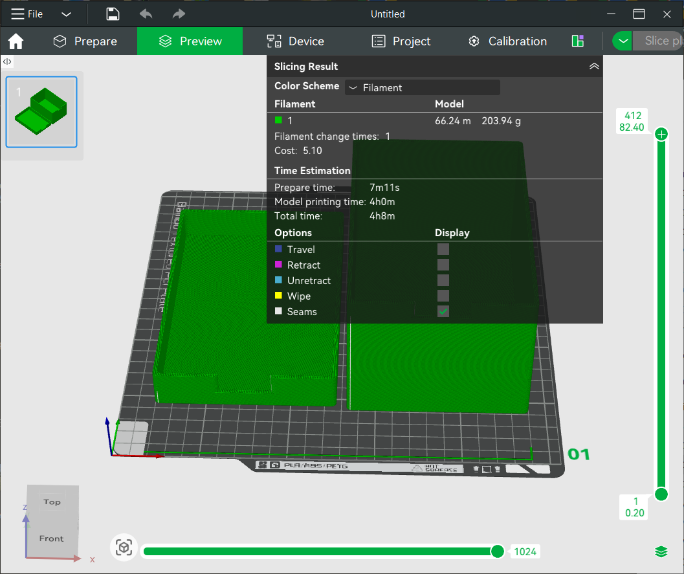 File
Untitled
Prepare
Preview
Device
Project
Calibration
Slice pl
1
Slicing Result
Color Scheme
Filament
Filament Model
1 66.24 m 203.94 g
Filament change times: 1
Cost: 5.10
Time Estimation
Prepare time: 7m11s
Model printing time: 4h0m
Total time: 4h8m
Options Display
Travel
Retract
Unretract
Wipe
Seams
412
82.40
1
0.20
01
PLA/ABS/PETG
Top
Front
z
x
1024